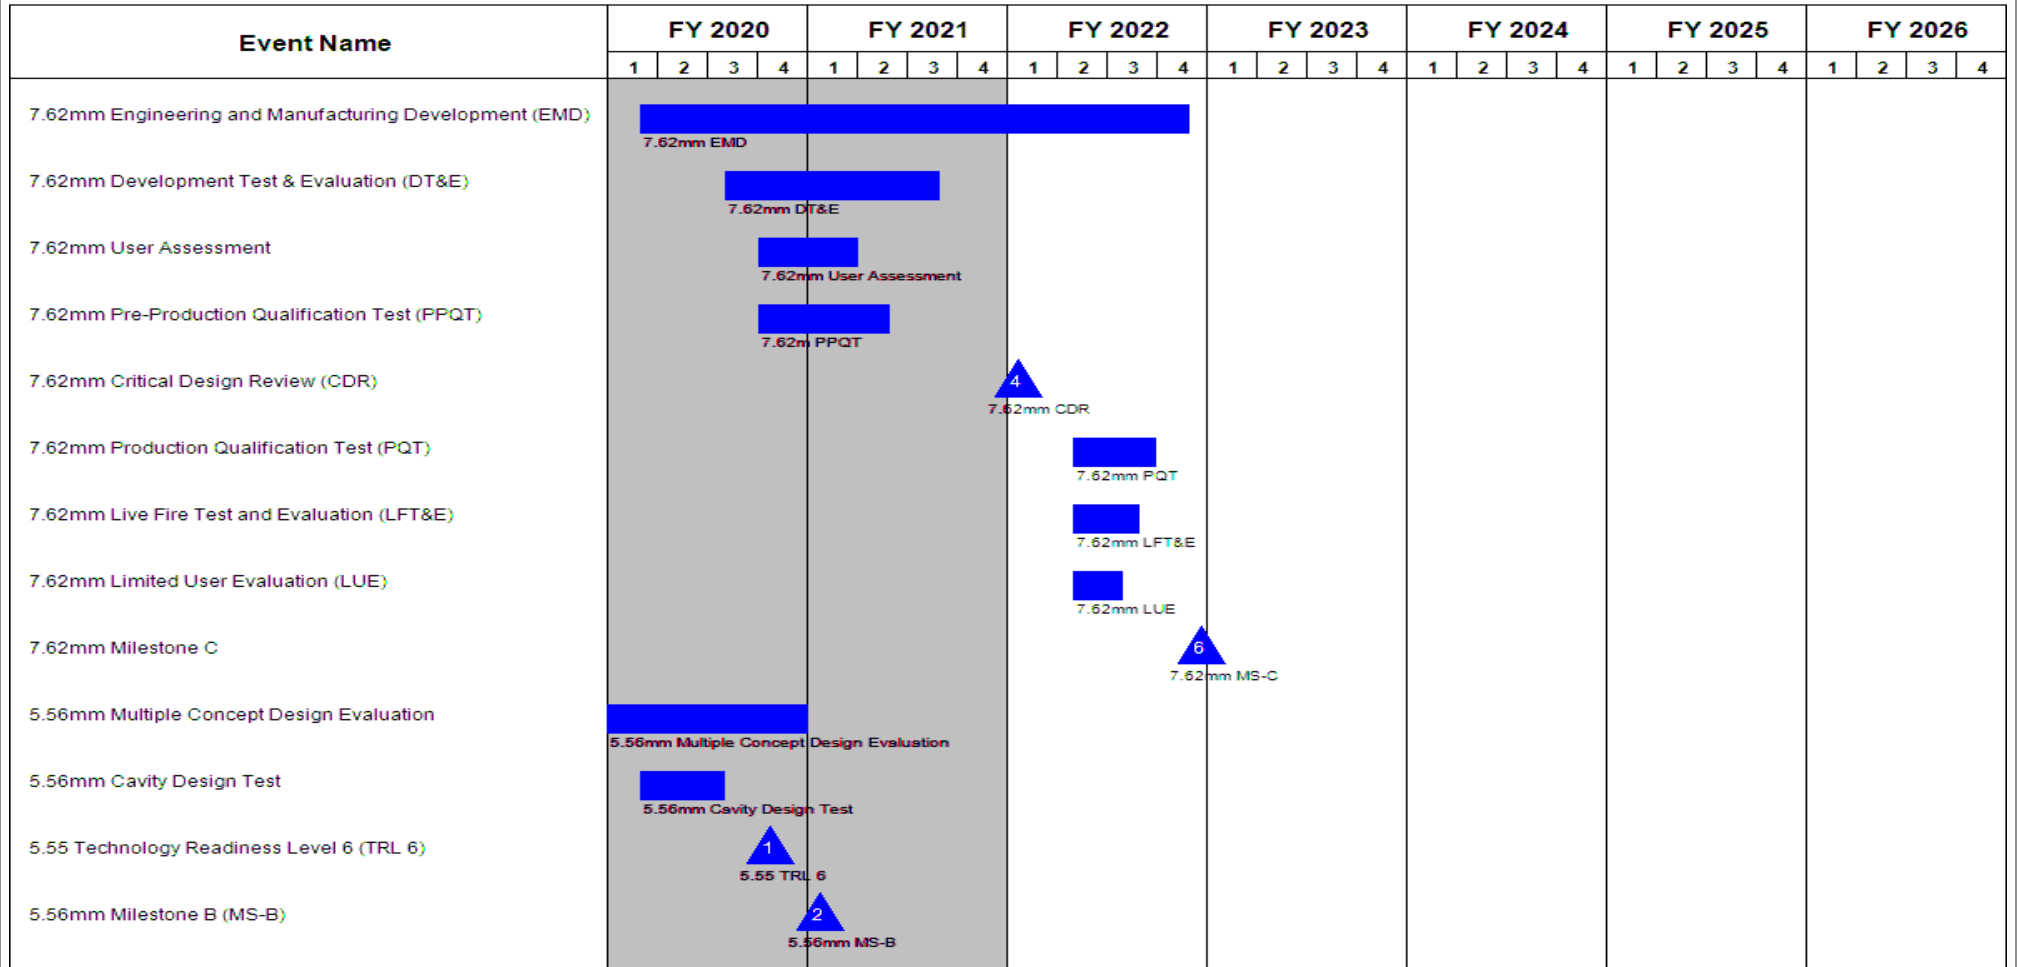 Event Name
FY 2020 FY 2021 FY 2022 FY 2023 FY 2024 FY 2025 FY 2026
1 2 3 4 1 2 3 4 1 2 3 4 1 2 3 4 1 2 3 4 1 2 3 4 1 2 3 4
7.62mm Engineering and Manufacturing Development (EMD)
7.62mm EMD
7.62mm Development Test & Evaluation (DT&E)
7.62mm DT&E
7.62mm User Assessment
7.62mm User Assessment
7.62mm Pre-Production Qualification Test (PPQT)
7.62m PPQT
7.62mm Critical Design Review (CDR)
4
7.62mm CDR
7.62mm Production Qualification Test (PQT)
7.62mm PQT
7.62mm Live Fire Test and Evaluation (LFT&E)
7.62mm LFT&E
7.62mm Limited User Evaluation (LUE)
7.62mm LUE
7.62mm Milestone C
6
7.62mm MS-C
5.56mm Multiple Concept Design Evaluation
5.56mm Multiple Concept Design Evaluation
5.56mm Cavity Design Test
5.56mm Cavity Design Test
5.55 Technology Readiness Level 6 (TRL 6)
1
5.55 TRL 6
5.56mm Milestone B (MS-B)
2
5.56mm MS-B